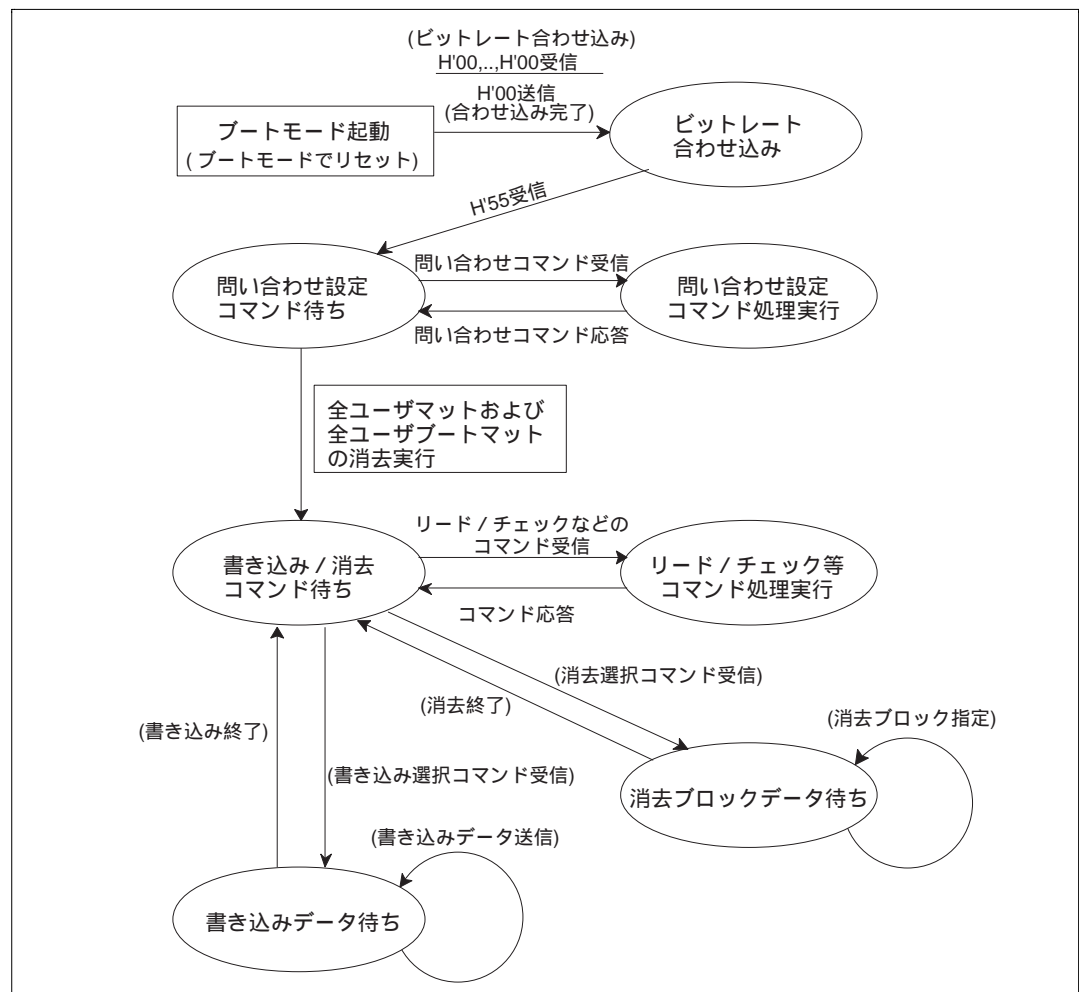 (ビットレート合わせ込み)
H'00,..,H'00受信
H'00送信
(合わせ込み完了)
ブートモード起動
(ブートモードでリセット)
ビットレート
合わせ込み
H'55受信
問い合わせ設定
コマンド待ち
問い合わせコマンド受信
問い合わせコマンド応答
問い合わせ設定
コマンド処理実行
全ユーザマットおよび
全ユーザブートマット
の消去実行
書き込み / 消去
コマンド待ち
リード / チェックなどの
コマンド受信
コマンド応答
リード / チェック等
コマンド処理実行
(消去選択コマンド受信)
(消去終了)
(消去ブロック指定)
(書き込み終了)
(書き込み選択コマンド受信)
消去ブロックデータ待ち
(書き込みデータ送信)
書き込みデータ待ち